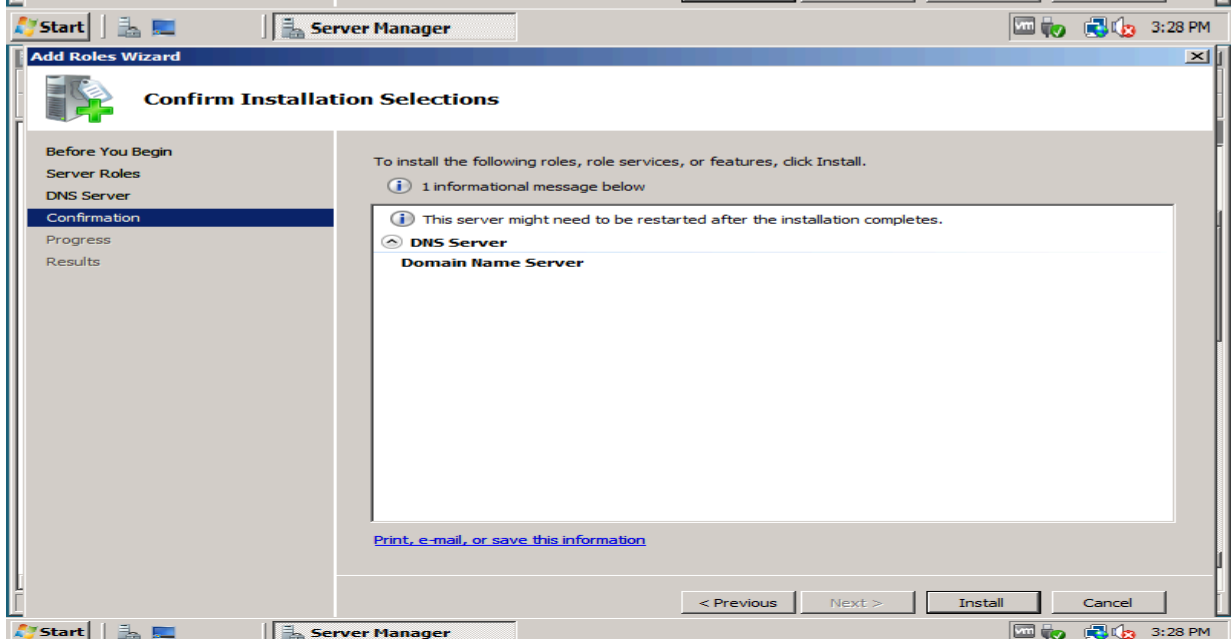 Start
Server Manager
vm
3:28 PM
Add Roles Wizard
Confirm Installation Selections
Before You Begin
Server Roles
DNS Server
Confirmation
Progress
Results
To install the following roles, role services, or features, click Install.
1 informational message below
This server might need to be restarted after the installation completes.
DNS Server
Domain Name Server
Print, e-mail, or save this information
< Previous
Next >
Install
Cancel
Start
Server Manager
vm
3:28 PM